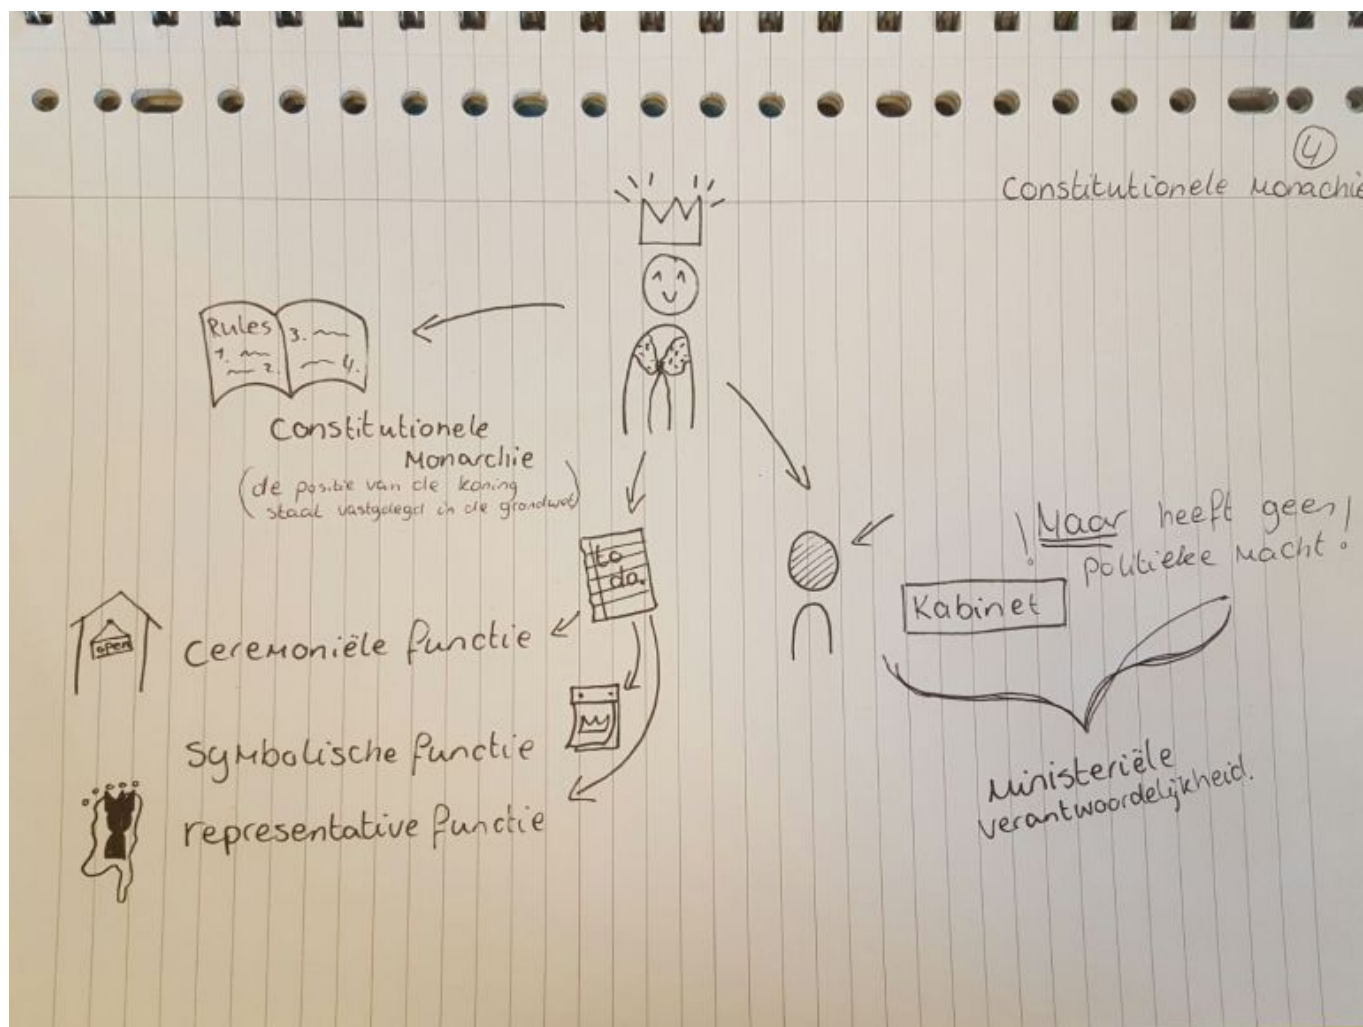 4
Constitutionele Monachie
Rules
1.
2.
3.
4.
Constitutionele
Monarchie
(de positie van de koning
staat vastgelegd in de grondwet)
to
do.
open
Ceremoniële functie
Symbolische functie
representative functie
! Maar heeft geen
politieke macht!
Kabinet
Ministeriële
verantwoordelijkheid.